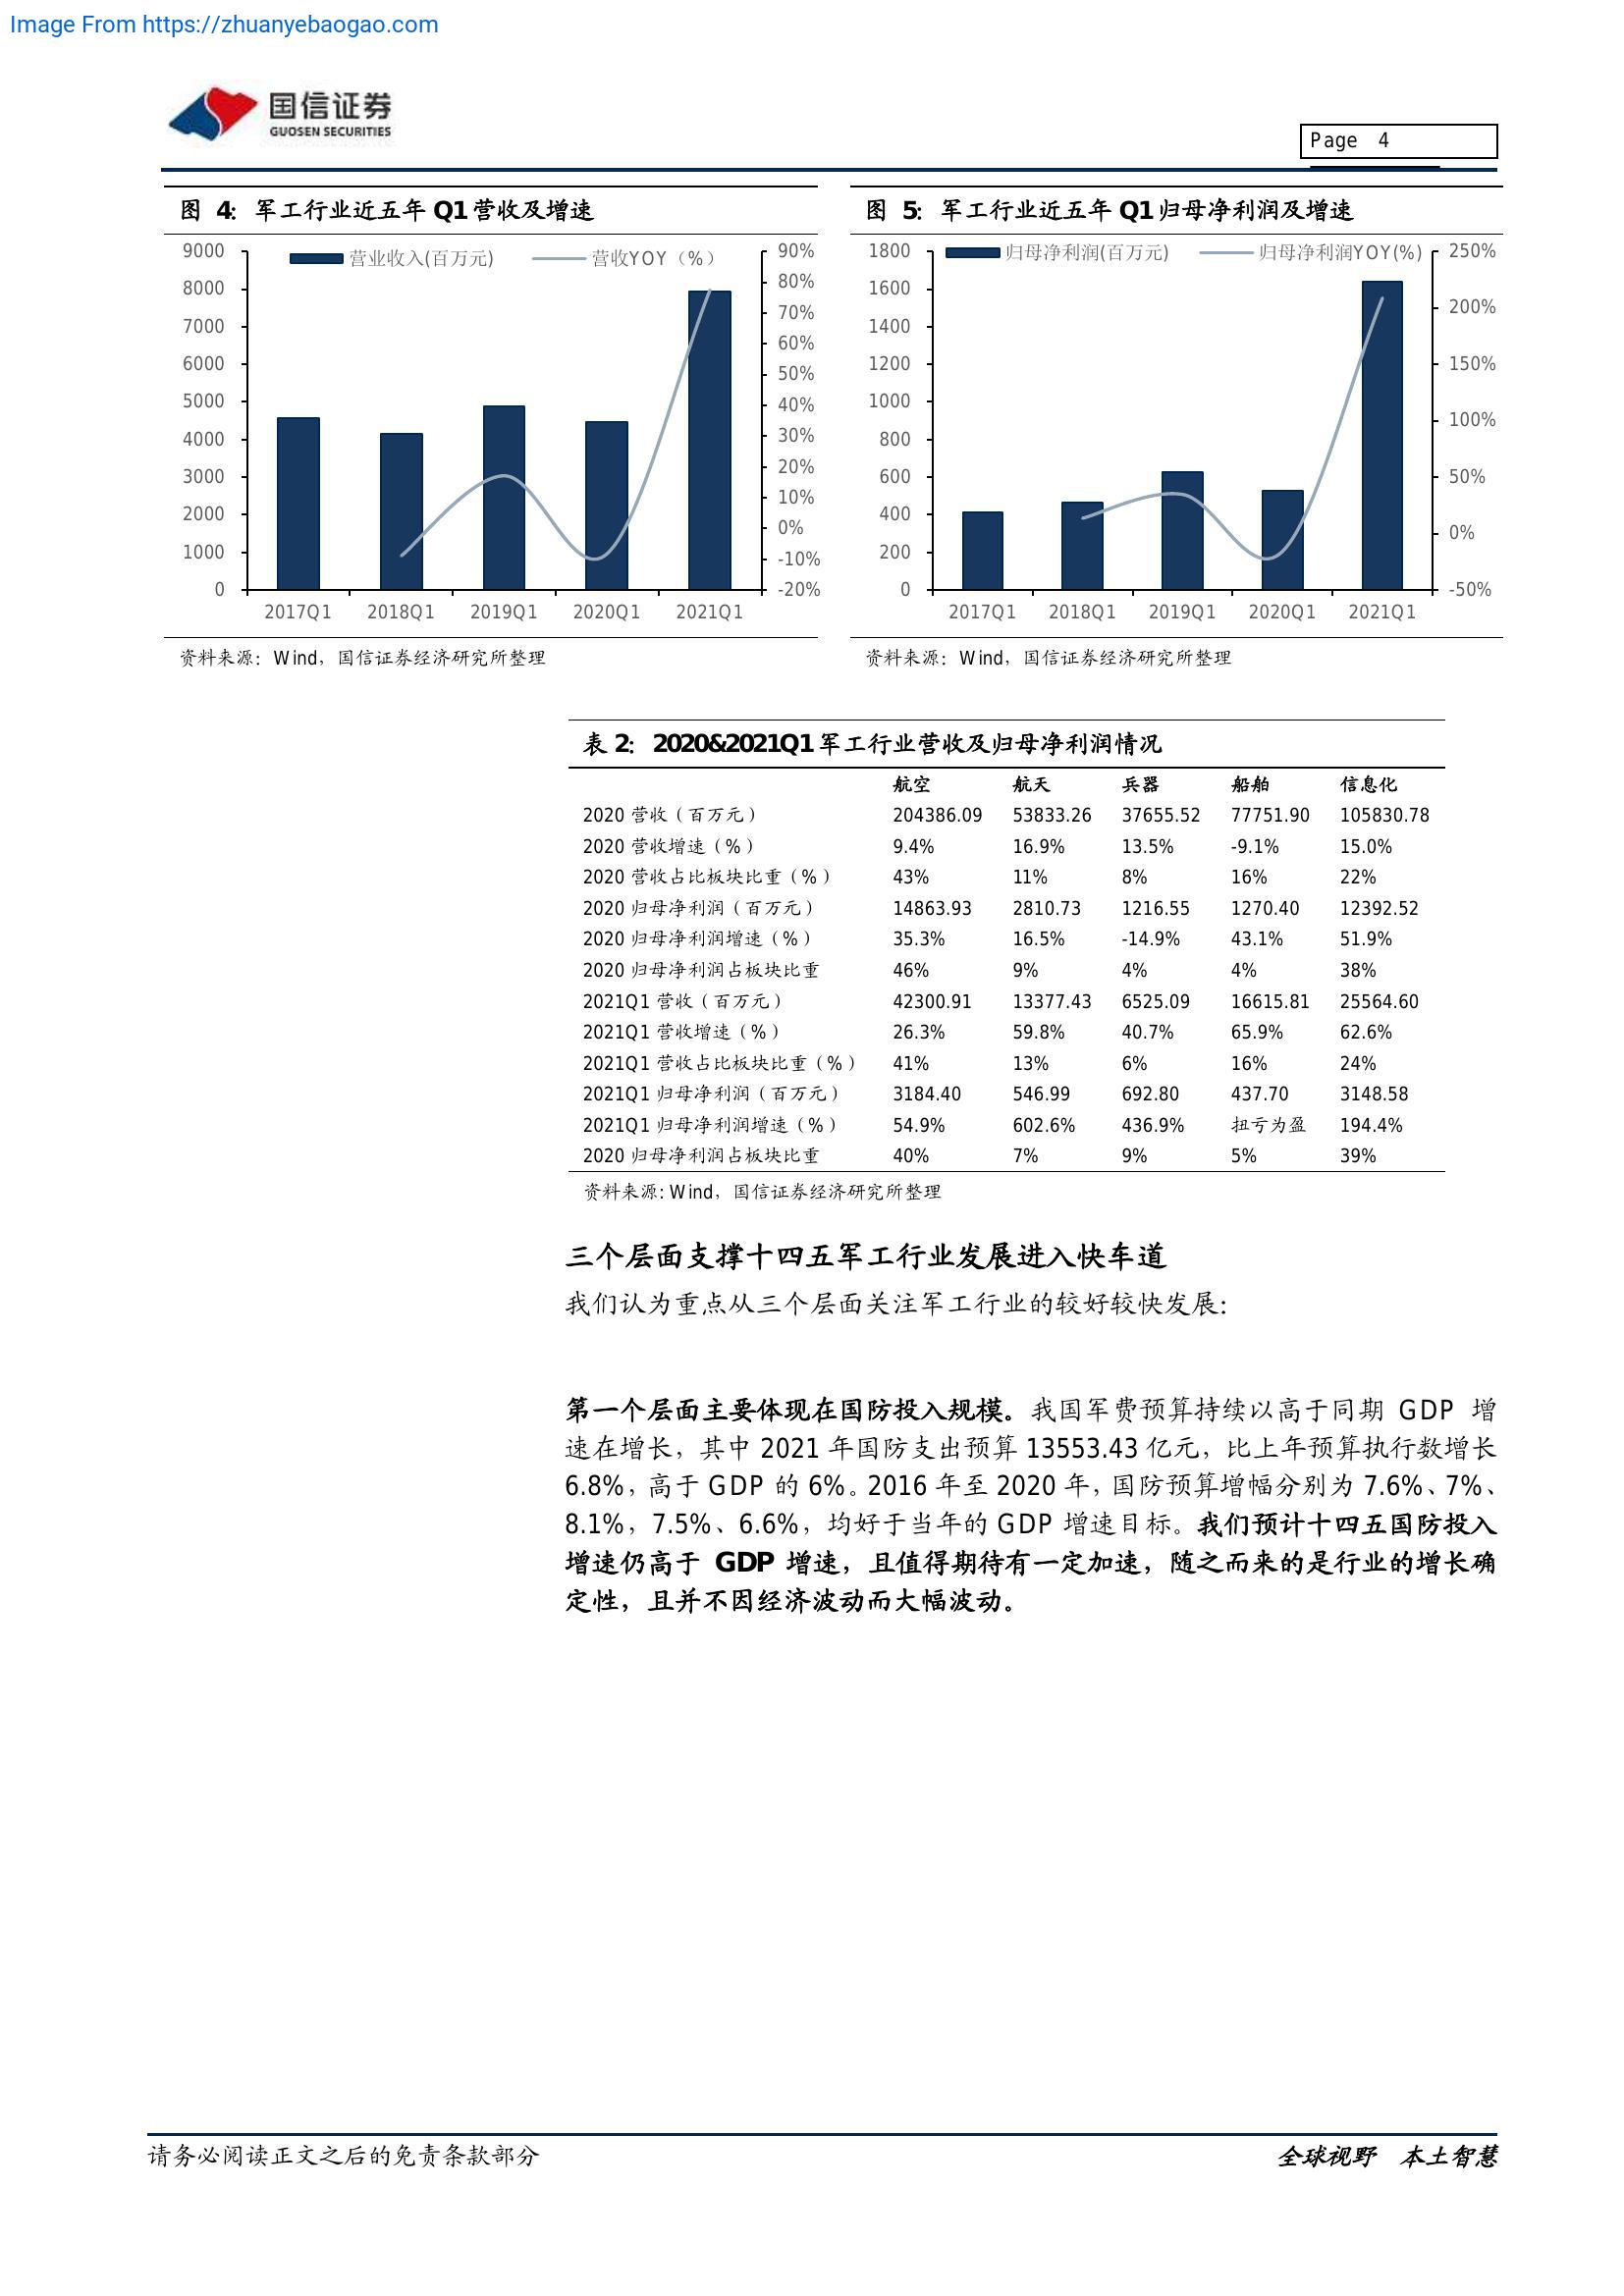 Image From https://zhuanyebaogao.com
国信证券
GUOSEN SECURITIES
Page 4
图 4: 军工行业近五年 Q1 营收及增速
营业收入(百万元) 营收YOY（%）
9000
8000
7000
6000
5000
4000
3000
2000
1000
0
90%
80%
70%
60%
50%
40%
30%
20%
10%
0%
-10%
-20%
2017Q1 2018Q1 2019Q1 2020Q1 2021Q1
资料来源：Wind，国信证券经济研究所整理
图 5: 军工行业近五年 Q1 归母净利润及增速
归母净利润(百万元) 归母净利润YOY(%)
1800
1600
1400
1200
1000
800
600
400
200
0
250%
200%
150%
100%
50%
0%
-50%
2017Q1 2018Q1 2019Q1 2020Q1 2021Q1
资料来源：Wind，国信证券经济研究所整理
表 2: 2020&2021Q1 军工行业营收及归母净利润情况
航空 航天 兵器 船舶 信息化
2020 营收（百万元） 204386.09 53833.26 37655.52 77751.90 105830.78
2020 营收增速（%） 9.4% 16.9% 13.5% -9.1% 15.0%
2020 营收占比板块比重（%） 43% 11% 8% 16% 22%
2020 归母净利润（百万元） 14863.93 2810.73 1216.55 1270.40 12392.52
2020 归母净利润增速（%） 35.3% 16.5% -14.9% 43.1% 51.9%
2020 归母净利润占板块比重 46% 9% 4% 4% 38%
2021Q1 营收（百万元） 42300.91 13377.43 6525.09 16615.81 25564.60
2021Q1 营收增速（%） 26.3% 59.8% 40.7% 65.9% 62.6%
2021Q1 营收占比板块比重（%） 41% 13% 6% 16% 24%
2021Q1 归母净利润（百万元） 3184.40 546.99 692.80 437.70 3148.58
2021Q1 归母净利润增速（%） 54.9% 602.6% 436.9% 扭亏为盈 194.4%
2020 归母净利润占板块比重 40% 7% 9% 5% 39%
资料来源：Wind，国信证券经济研究所整理
三个层面支撑十四五军工行业发展进入快车道
我们认为重点从三个层面关注军工行业的较好较快发展：
第一个层面主要体现在国防投入规模。我国军费预算持续以高于同期 GDP 增
速在增长，其中 2021 年国防支出预算 13553.43 亿元，比上年预算执行数增长
6.8%，高于 GDP 的 6%。2016 年至 2020 年，国防预算增幅分别为 7.6%、7%、
8.1%，7.5%、6.6%，均好于当年的 GDP 增速目标。我们预计十四五国防投入
增速仍高于 GDP 增速，且值得期待有一定加速，随之而来的是行业的增长确
定性，且并不因经济波动而大幅波动。
请务必阅读正文之后的免责条款部分
全球视野 本土智慧